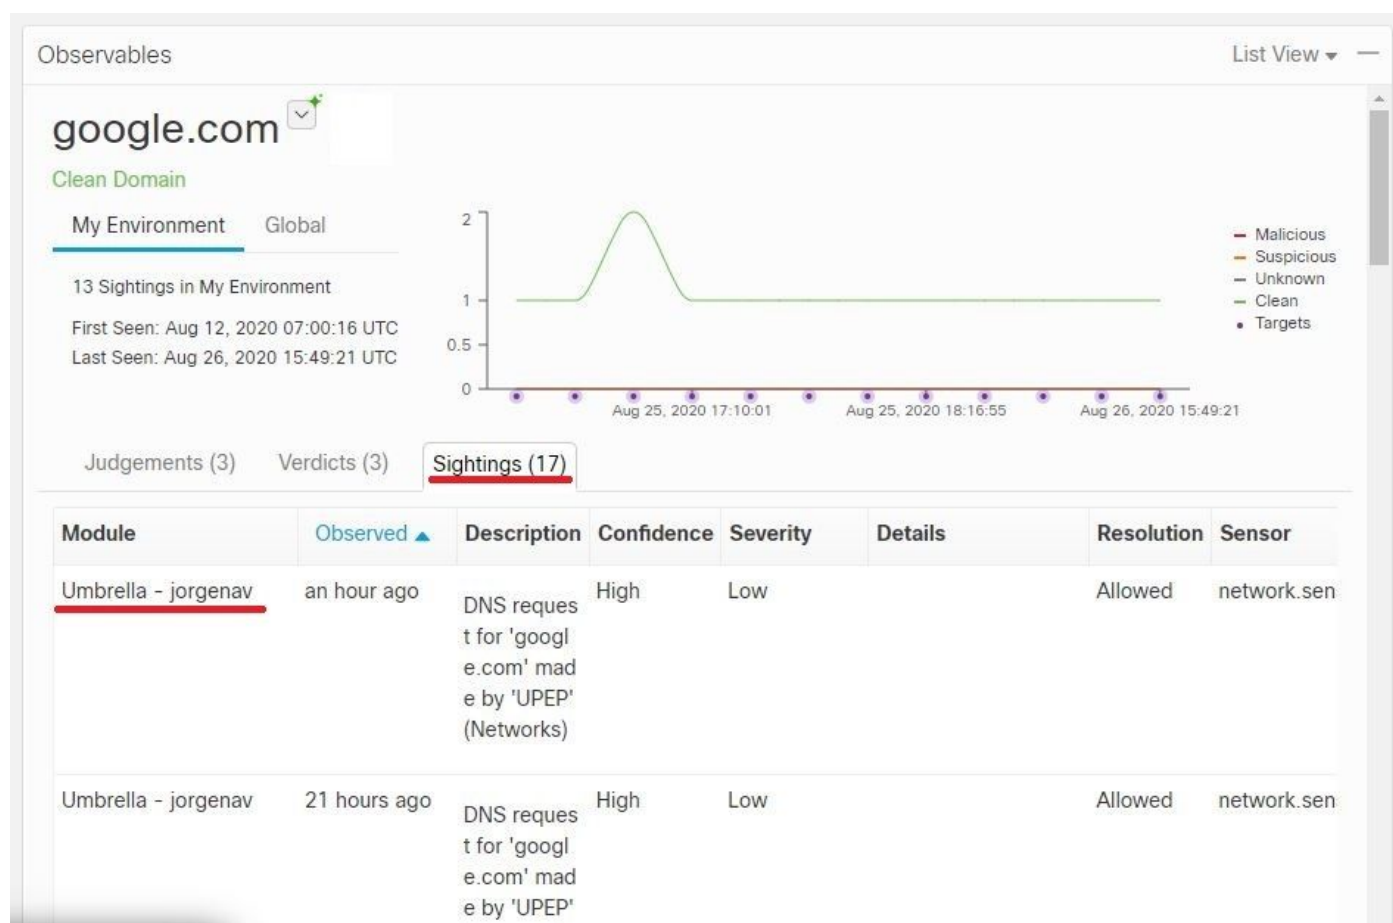 Observables
List View
google.com
Clean Domain
My Environment Global
13 Sightings in My Environment
First Seen: Aug 12, 2020 07:00:16 UTC
Last Seen: Aug 26, 2020 15:49:21 UTC
2
1
0.5
0
Aug 25, 2020 17:10:01 Aug 25, 2020 18:16:55 Aug 26, 2020 15:49:21
Malicious
Suspicious
Unknown
Clean
Targets
Judgements (3) Verdicts (3) Sightings (17)
Module Observed Description Confidence Severity Details Resolution Sensor
Umbrella - jorgenav an hour ago High Low Allowed network.sen
DNS reques
t for 'googl
e.com' mad
e by 'UPEP'
(Networks)
Umbrella - jorgenav 21 hours ago High Low Allowed network.sen
DNS reques
t for 'googl
e.com' mad
e by 'UPEP'